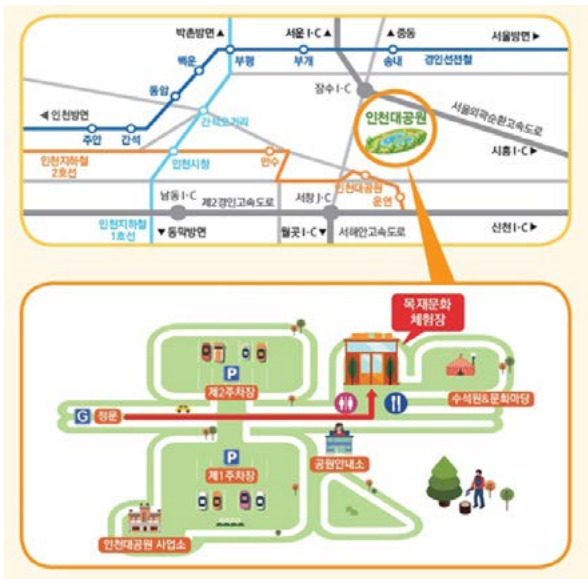 박촌방면▲
서운 I·C▲
▲중동
서울방면▶
백운
부평
부개
송내
경인선전철
동암
장수 I·C
◀인천방면
간석오거리
인천대공원
서울외곽순환고속도로
주안
간석
인천지하철
2호선
인천시청
만수
시흥I·C▶
인천대공원
운연
남동 I·C
제2경인고속도로
서창 J·C
인천지하철
1호선
▼동막방면
월곶 I·C▼
서해안고속도로
신천I·C▶
목재문화
체험장
P
제2주차장
수석원&문화마당
G 정문
P
제1주차장
공원안내소
인천대공원 사업소